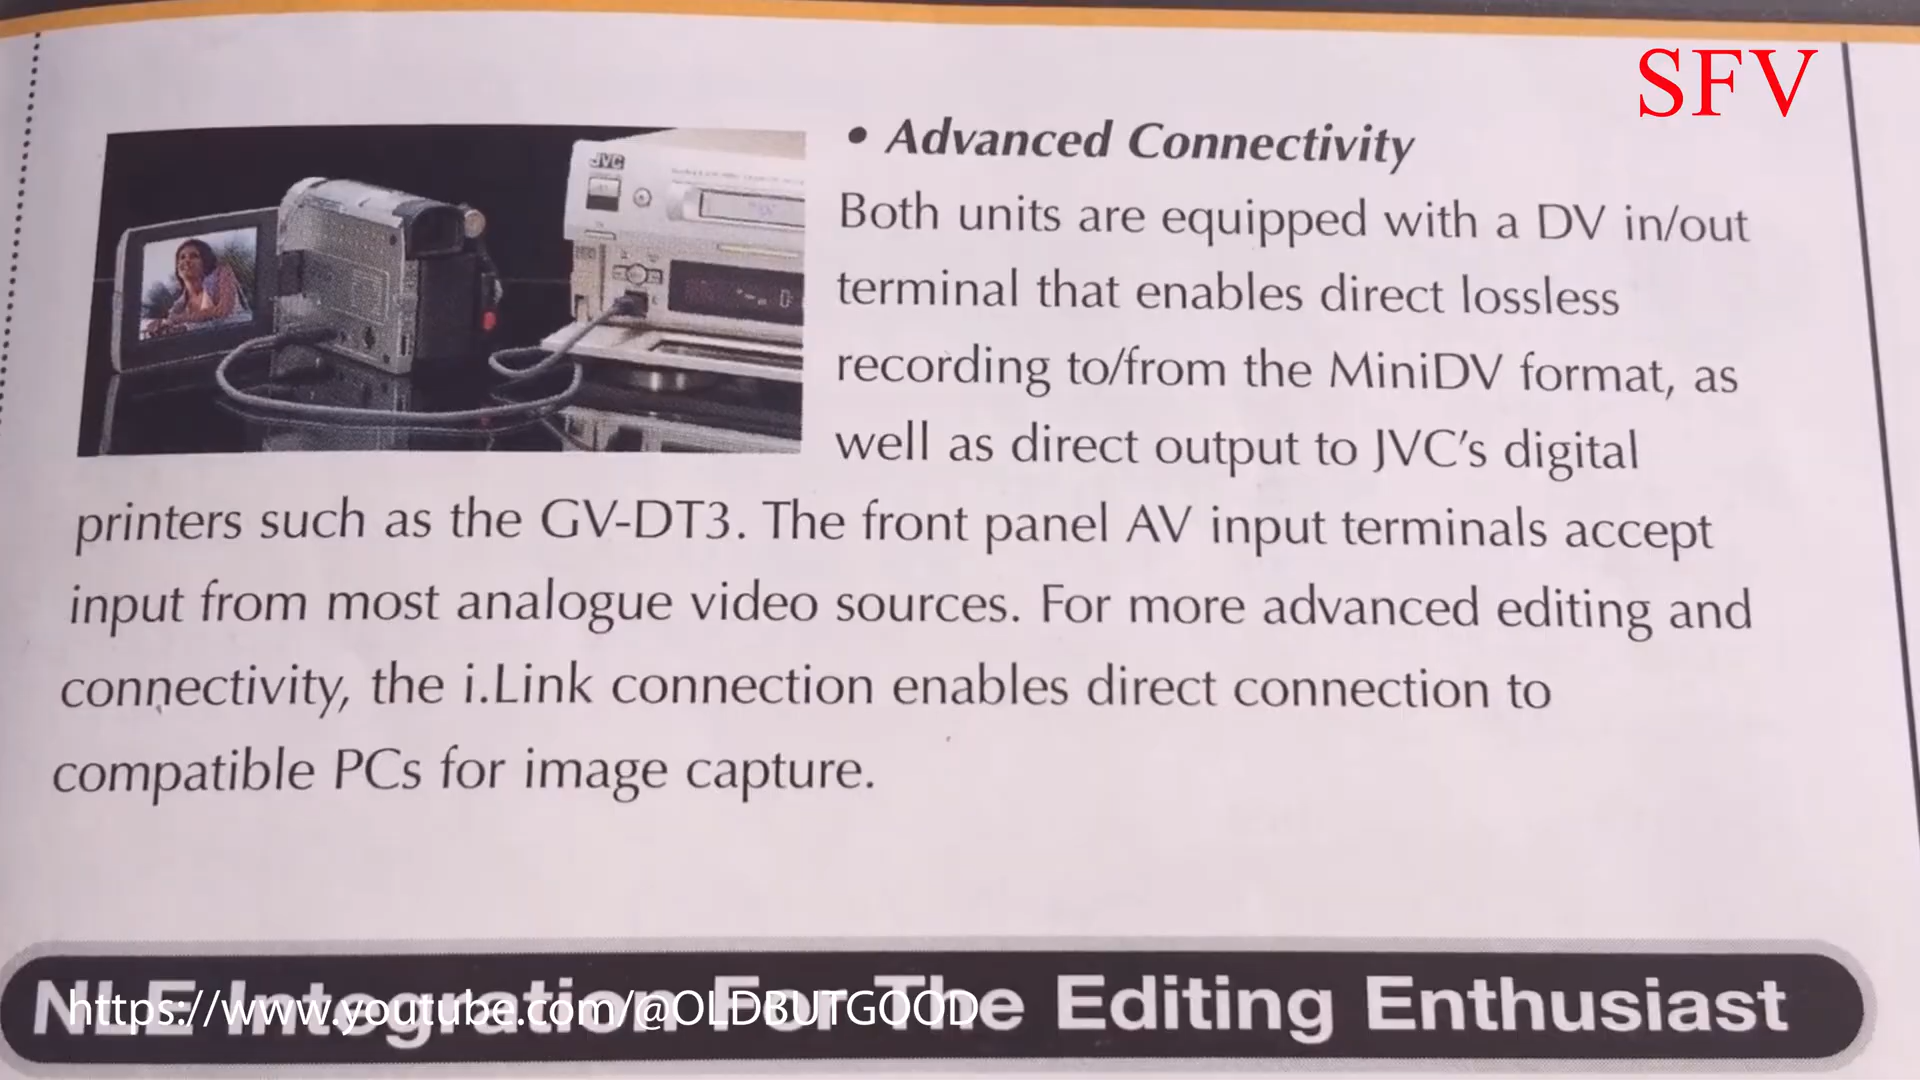 SFV
JVC
• Advanced Connectivity
Both units are equipped with a DV in/out
terminal that enables direct lossless
recording to/from the MiniDV format, as
well as direct output to JVC's digital
printers such as the GV-DT3. The front panel AV input terminals accept
input from most analogue video sources. For more advanced editing and
connectivity, the i.Link connection enables direct connection to
compatible PCs for image capture.
NLE Integration For The Editing Enthusiast
https://www.youtube.com/@OLDBUTGOOD